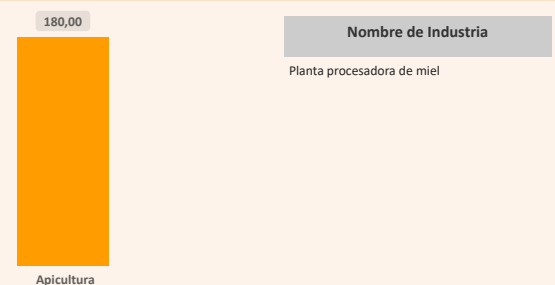 180,00
Apicultura
Nombre de Industria
Planta procesadora de miel